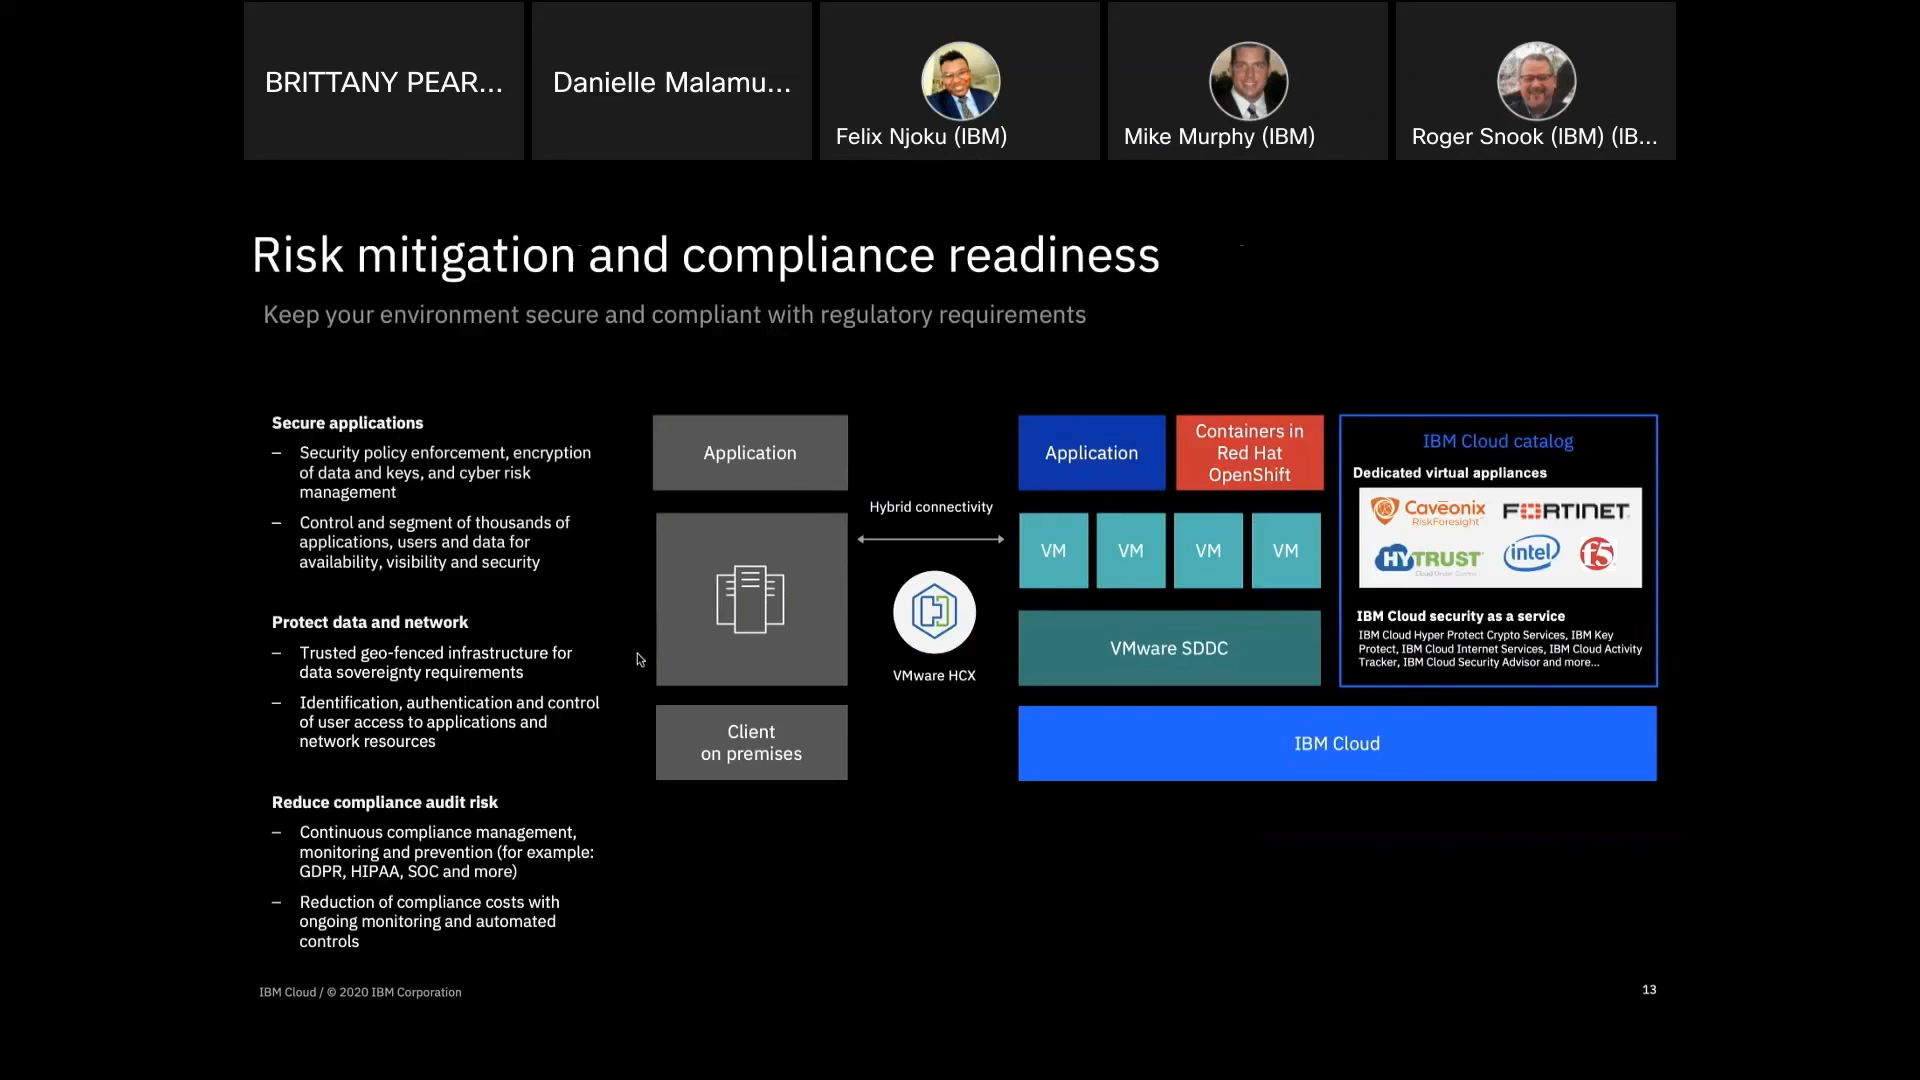 BRITTANY PEAR...
Danielle Malamu...
Felix Njoku (IBM)
Mike Murphy (IBM)
Roger Snook (IBM) (IB...
Risk mitigation and compliance readiness
Keep your environment secure and compliant with regulatory requirements
Secure applications
– Security policy enforcement, encryption
of data and keys, and cyber risk
management
– Control and segment of thousands of
applications, users and data for
availability, visibility and security
Protect data and network
– Trusted geo-fenced infrastructure for
data sovereignty requirements
– Identification, authentication and control
of user access to applications and
network resources
Reduce compliance audit risk
– Continuous compliance management,
monitoring and prevention (for example:
GDPR, HIPAA, SOC and more)
– Reduction of compliance costs with
ongoing monitoring and automated
controls
Application
Client
on premises
Hybrid connectivity
VMware HCX
Application
Containers in
Red Hat
OpenShift
VM VM VM VM
VMware SDDC
IBM Cloud catalog
Dedicated virtual appliances
Caveonix
RiskForesight
FORTINET
HYTRUST
Cloud Under Control
intel
f5
IBM Cloud security as a service
IBM Cloud Hyper Protect Crypto Services, IBM Key
Protect, IBM Cloud Internet Services, IBM Cloud Activity
Tracker, IBM Cloud Security Advisor and more...
IBM Cloud
IBM Cloud / © 2020 IBM Corporation
13